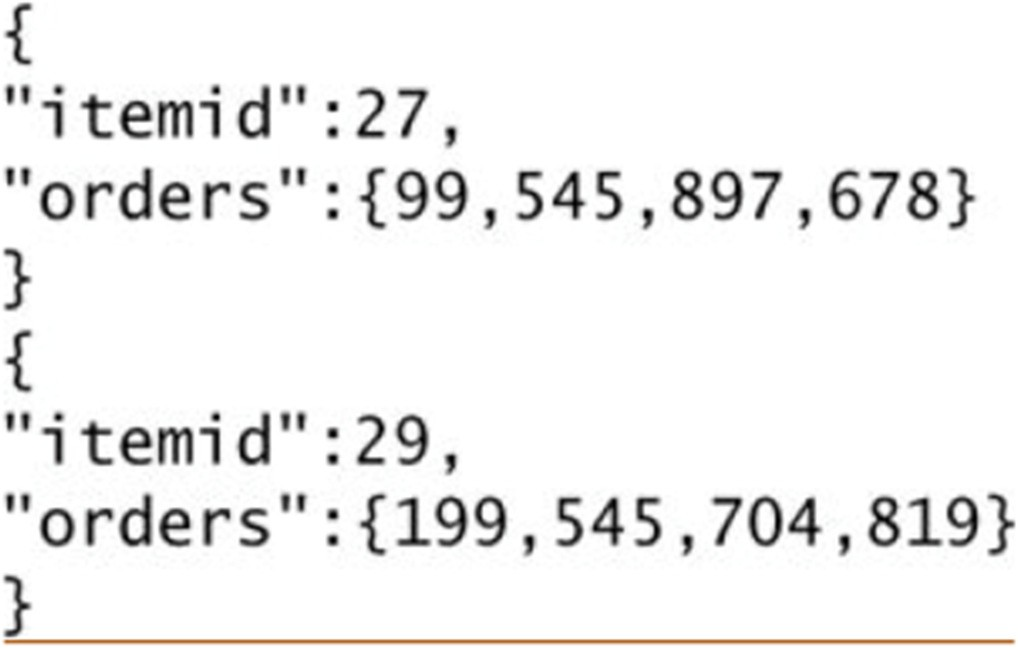 {
"itemid":27,
"orders":{99,545,897,678}
}
{
"itemid":29,
"orders":{199,545,704,819}
}